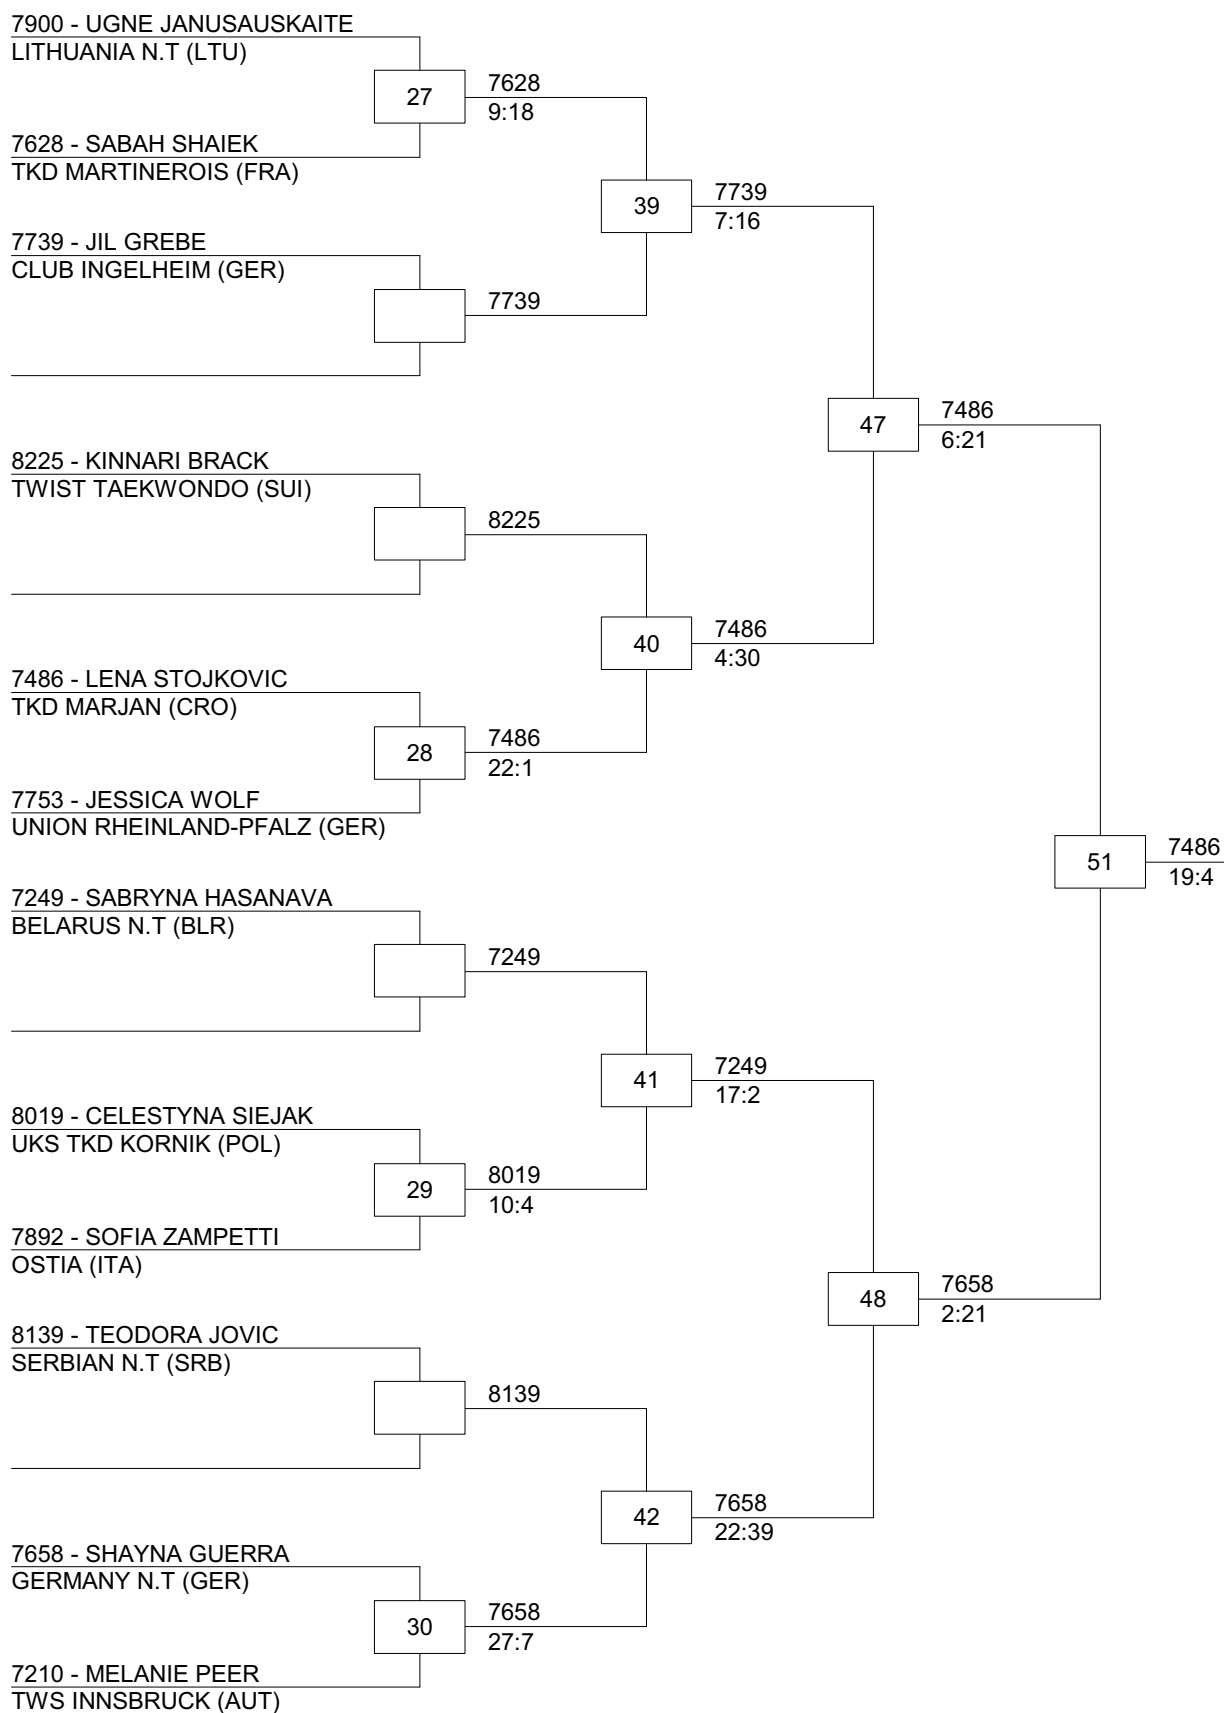 7900 - UGNE JANUSAUSKAITE
LITHUANIA N.T (LTU)
27
7628
9:18
7628 - SABAH SHAIEK
TKD MARTINEROIS (FRA)
39
7739
7:16
7739 - JIL GREBE
CLUB INGELHEIM (GER)
7739
47
7486
6:21
8225 - KINNARI BRACK
TWIST TAEKWONDO (SUI)
8225
40
7486
4:30
7486 - LENA STOJKOVIC
TKD MARJAN (CRO)
28
7486
22:1
7753 - JESSICA WOLF
UNION RHEINLAND-PFALZ (GER)
51
7486
19:4
7249 - SABRYNA HASANAVA
BELARUS N.T (BLR)
7249
41
7249
17:2
8019 - CELESTYNA SIEJAK
UKS TKD KORNIK (POL)
29
8019
10:4
7892 - SOFIA ZAMPETTI
OSTIA (ITA)
48
7658
2:21
8139 - TEODORA JOVIC
SERBIAN N.T (SRB)
8139
42
7658
22:39
7658 - SHAYNA GUERRA
GERMANY N.T (GER)
30
7658
27:7
7210 - MELANIE PEER
TWS INNSBRUCK (AUT)